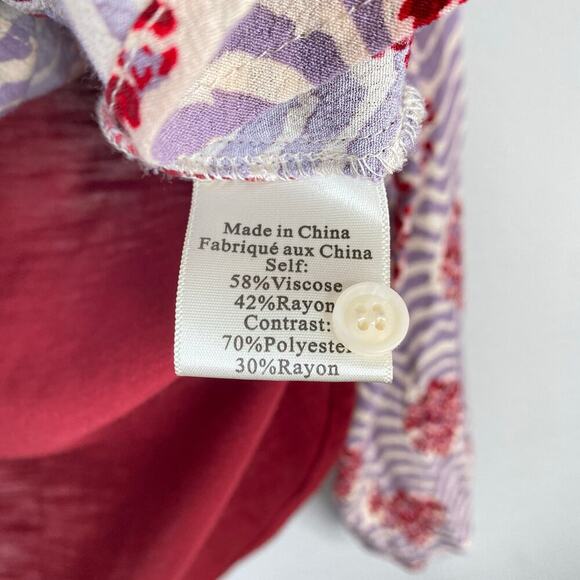 Made in China
Fabriqué aux China
Self:
58%Viscose
42%Rayon
Contrast:
70%Polyester
30%Rayon